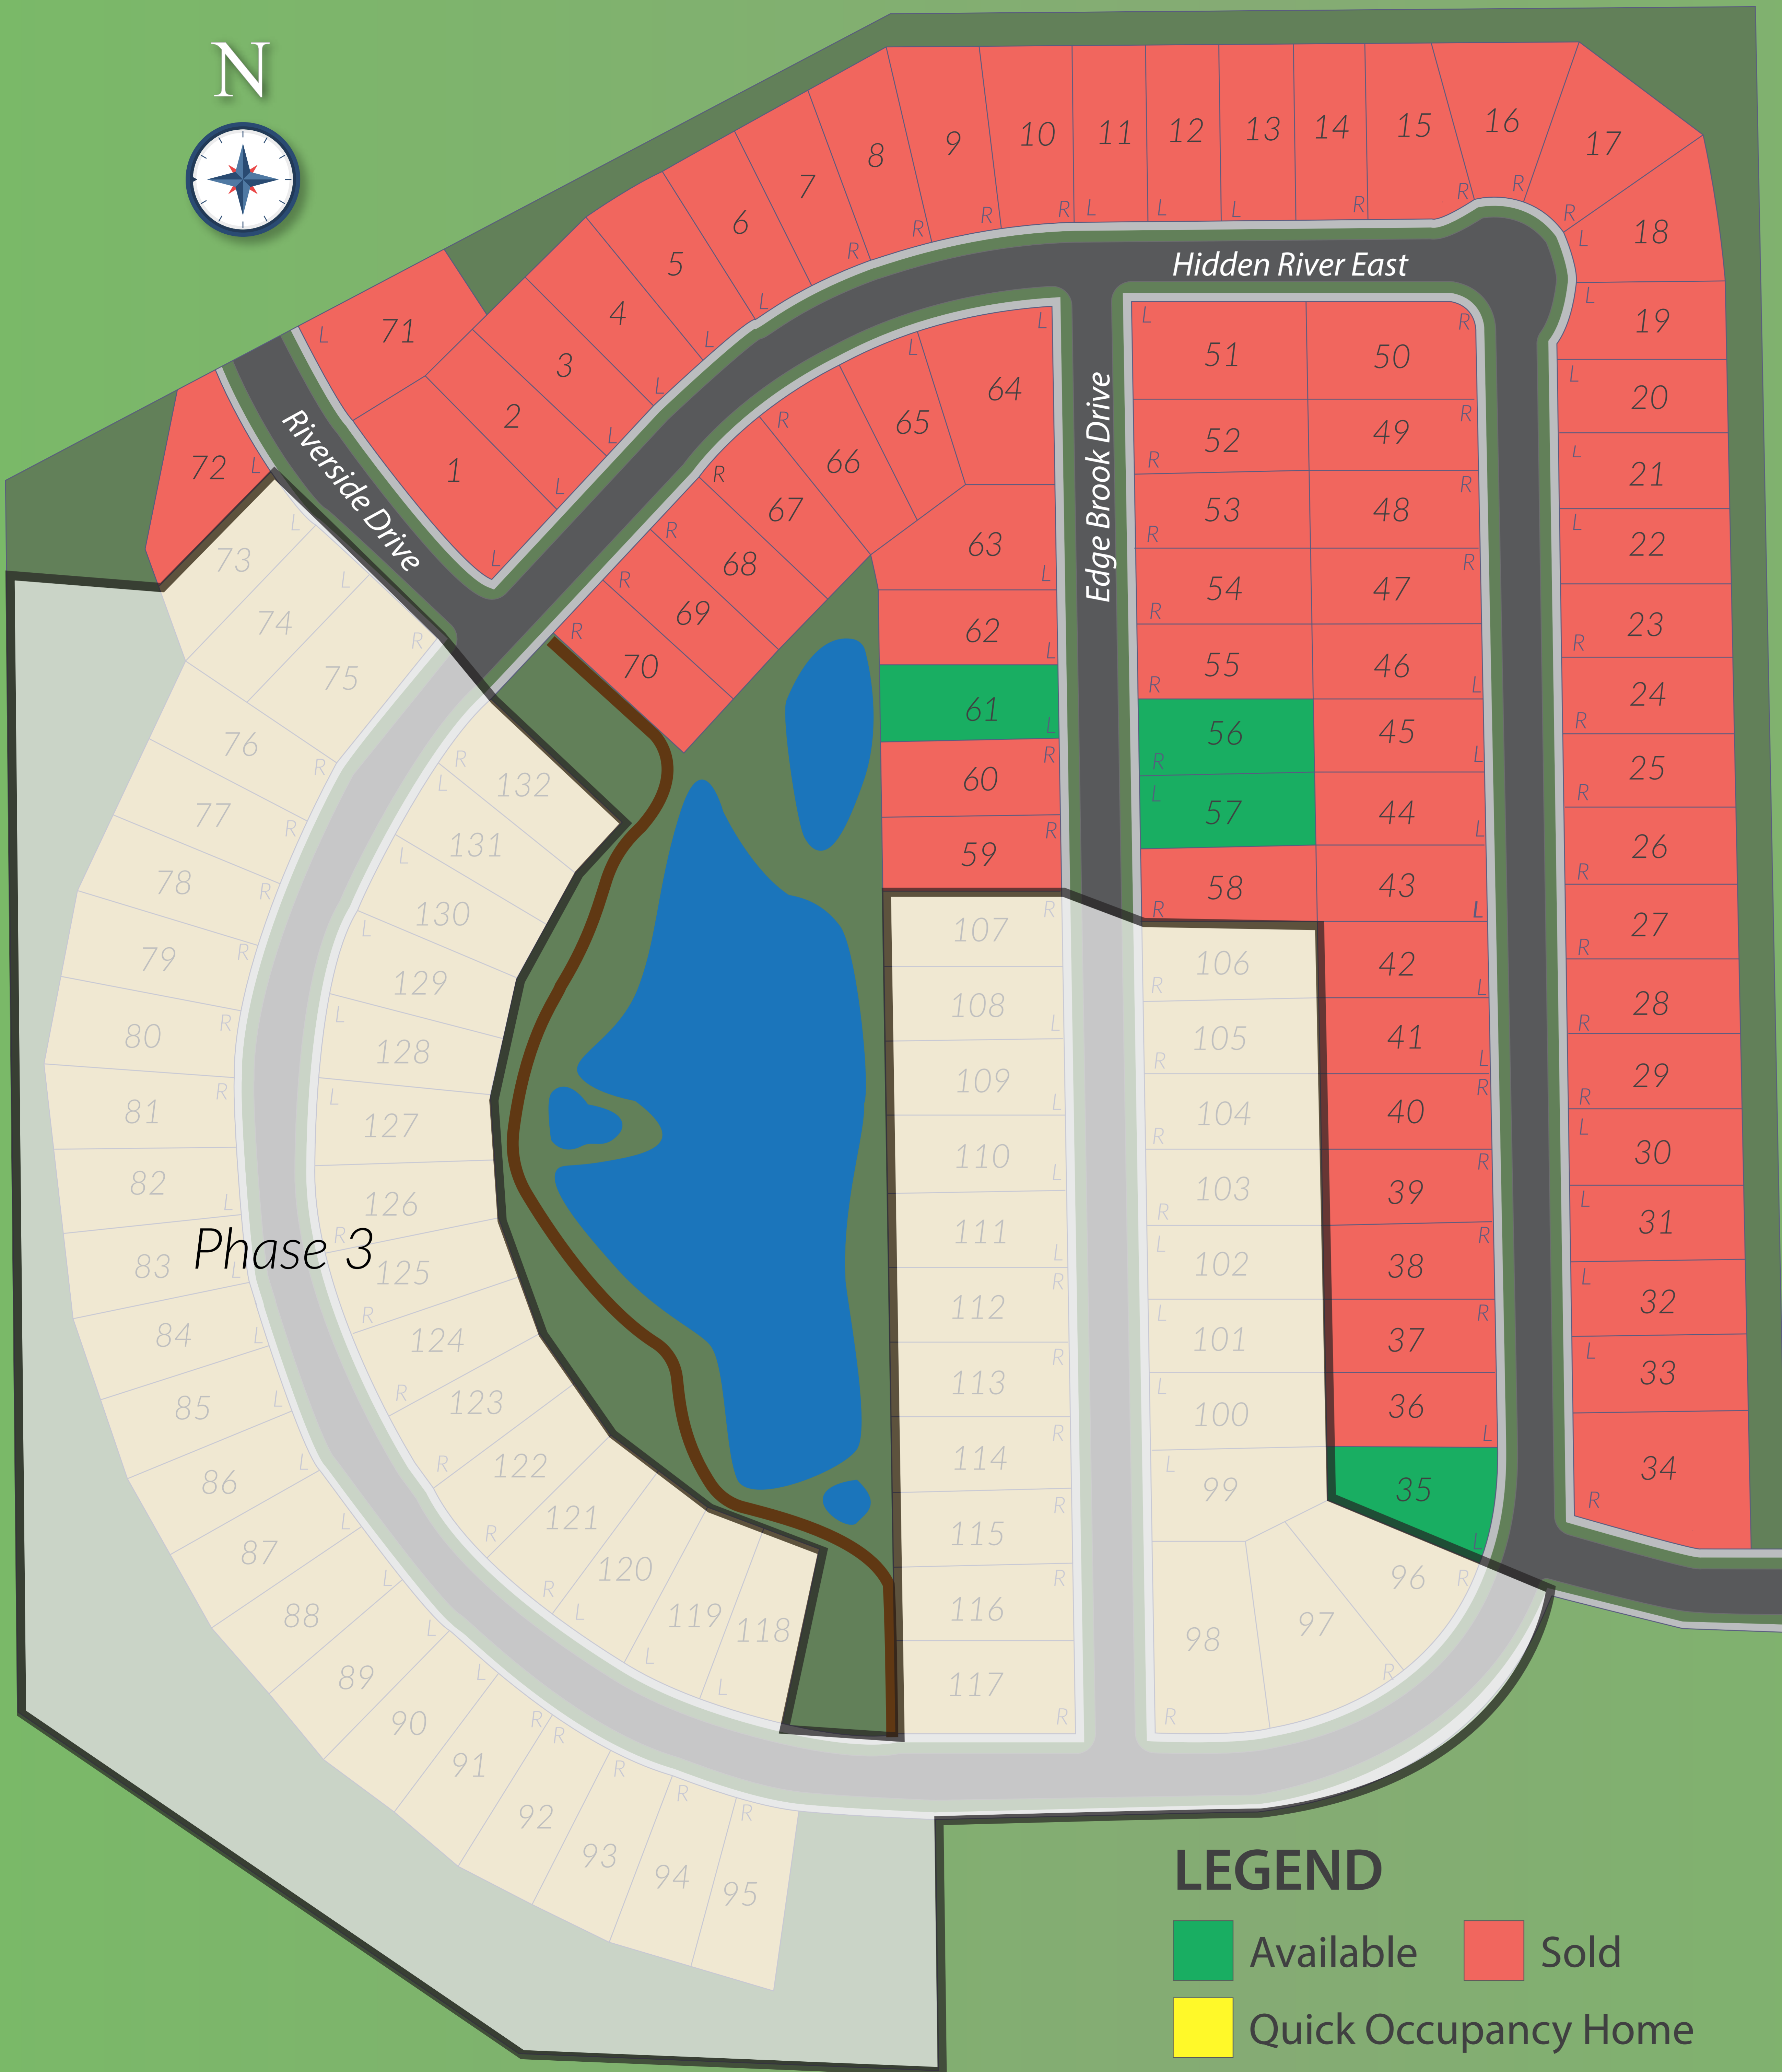 N
Hidden River East
Edge Brook Drive
Riverside Drive
Phase 3
1 L
2 L
3 L
4 L
5 L
6 L
7 R
8 R
9 R
10 R
11 L
12 L
13 L
14 R
15 R
16 R
17 R
18 L
19 L
20 L
21 L
22 L
23 R
24 R
25 R
26 R
27 R
28 R
29 R
30 L
31 L
32 L
33 L
34 R
35 L
36 L
37 R
38 R
39 R
40 R
41 L
42 L
43 L
44 L
45 L
46 L
47 R
48 R
49 R
50 R
51 L
52 R
53 R
54 R
55 R
56 R
57 L
58 R
59 R
60 R
61 L
62 L
63 L
64 L
65 L
66 R
67 R
68 R
69 R
70 R
71 L
72 L
73 L
74 L
75 R
76 R
77 R
78 R
79 R
80 R
81 R
82 L
83 L
84 L
85 L
86 L
87 L
88 L
89 L
90 L
91 R
92 R
93 R
94 R
95 R
96 R
97 R
98 R
99 L
100 L
101 L
102 L
103 R
104 R
105 R
106 R
107 R
108 L
109 L
110 L
111 L
112 R
113 R
114 R
115 R
116 R
117 R
118 L
119 L
120 L
121 R
122 R
123 R
124 R
125 R
126 R
127 L
128 L
129 L
130 L
131 L
132 R
LEGEND
Available
Sold
Quick Occupancy Home